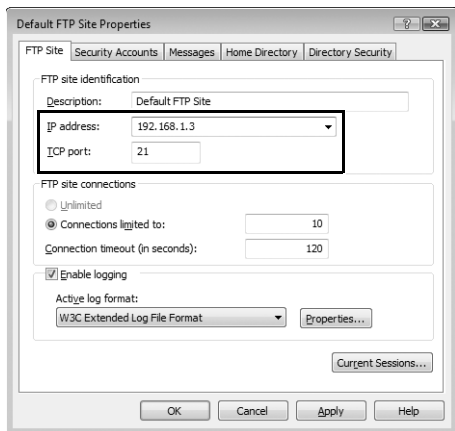 Default FTP Site Properties
FTP Site Security Accounts Messages Home Directory Directory Security
FTP site identification
Description: Default FTP Site
IP address: 192.168.1.3
TCP port: 21
FTP site connections
Unlimited
Connections limited to: 10
Connection timeout (in seconds): 120
Enable logging
Active log format:
W3C Extended Log File Format Properties...
Current Sessions...
OK Cancel Apply Help